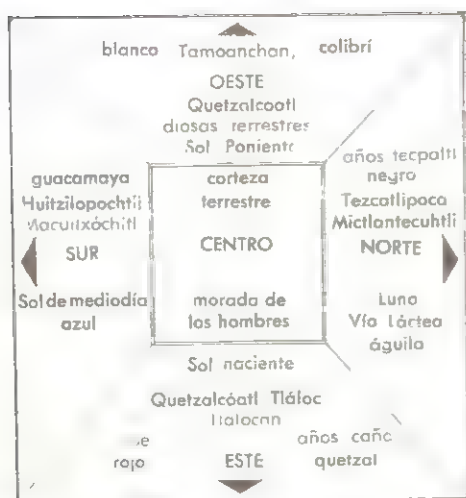 blanco Tamoanchan, colibrí
OESTE
Quetzalcoatl
diosas terrestres
Sol Poniente
guacamaya
Huitzilopochtli
Macuilxóchitl
SUR
Sol de mediodía
azul
corteza
terrestre
CENTRO
morada de
los hombres
años tecpatl
negro
Tezcatlipoca
Mictlantecuhtli
NORTE
Luna
Vía Láctea
águila
Sol naciente
Quetzalcóatl Tláloc
Tlalocan
años caña
rojo ESTE quetzal